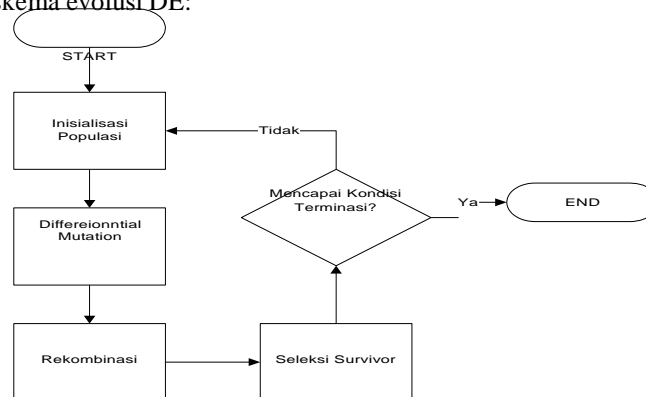 skema evolusi DE:
START
Inisialisasi
Populasi
Tidak
Mencapai Kondisi
Terminasi?
Ya
END
Differeionntial
Mutation
Rekombinasi
Seleksi Survivor